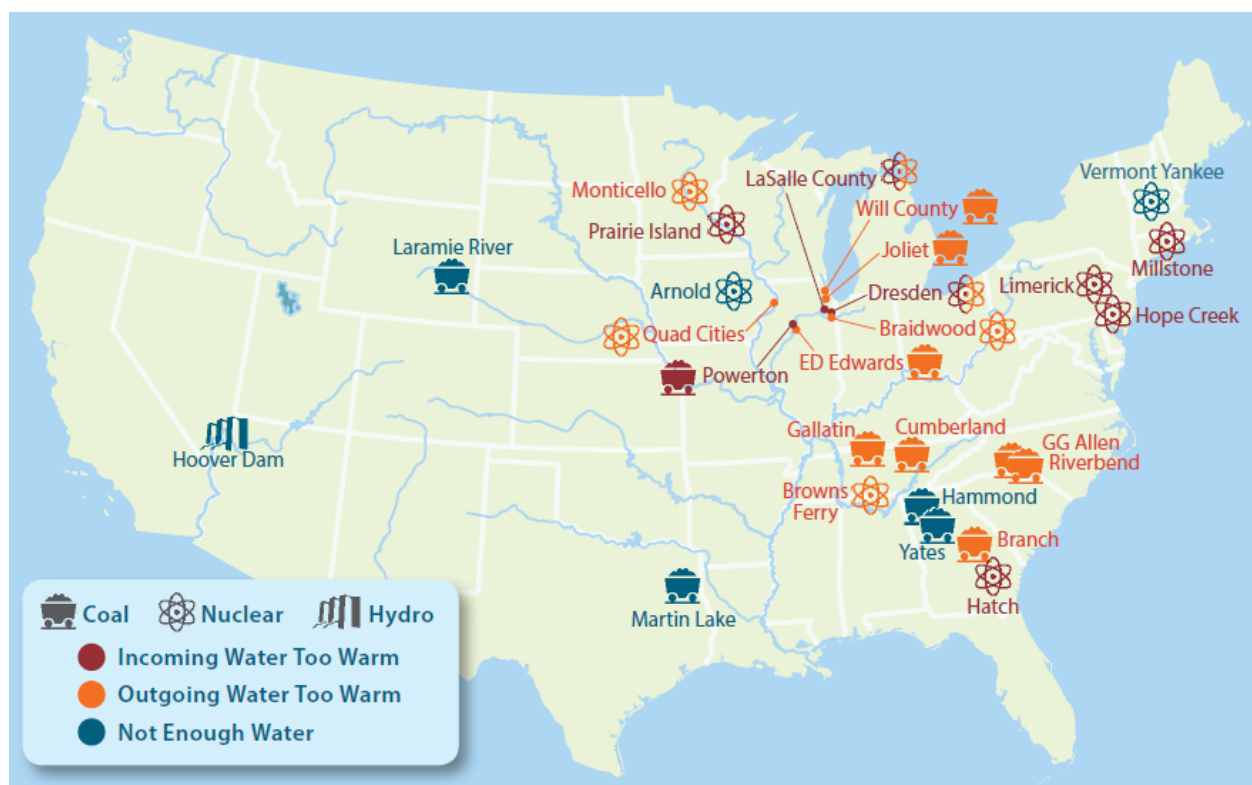 LaSalle County
Vermont Yankee
Monticello
Will County
Prairie Island
Laramie River
Joliet
Millstone
Arnold
Dresden
Limerick
Hope Creek
Quad Cities
Braidwood
ED Edwards
Powerton
Gallatin
Cumberland
GG Allen
Riverbend
Hoover Dam
Browns
Ferry
Hammond
Yates
Branch
Hatch
Martin Lake
Coal
Nuclear
Hydro
Incoming Water Too Warm
Outgoing Water Too Warm
Not Enough Water